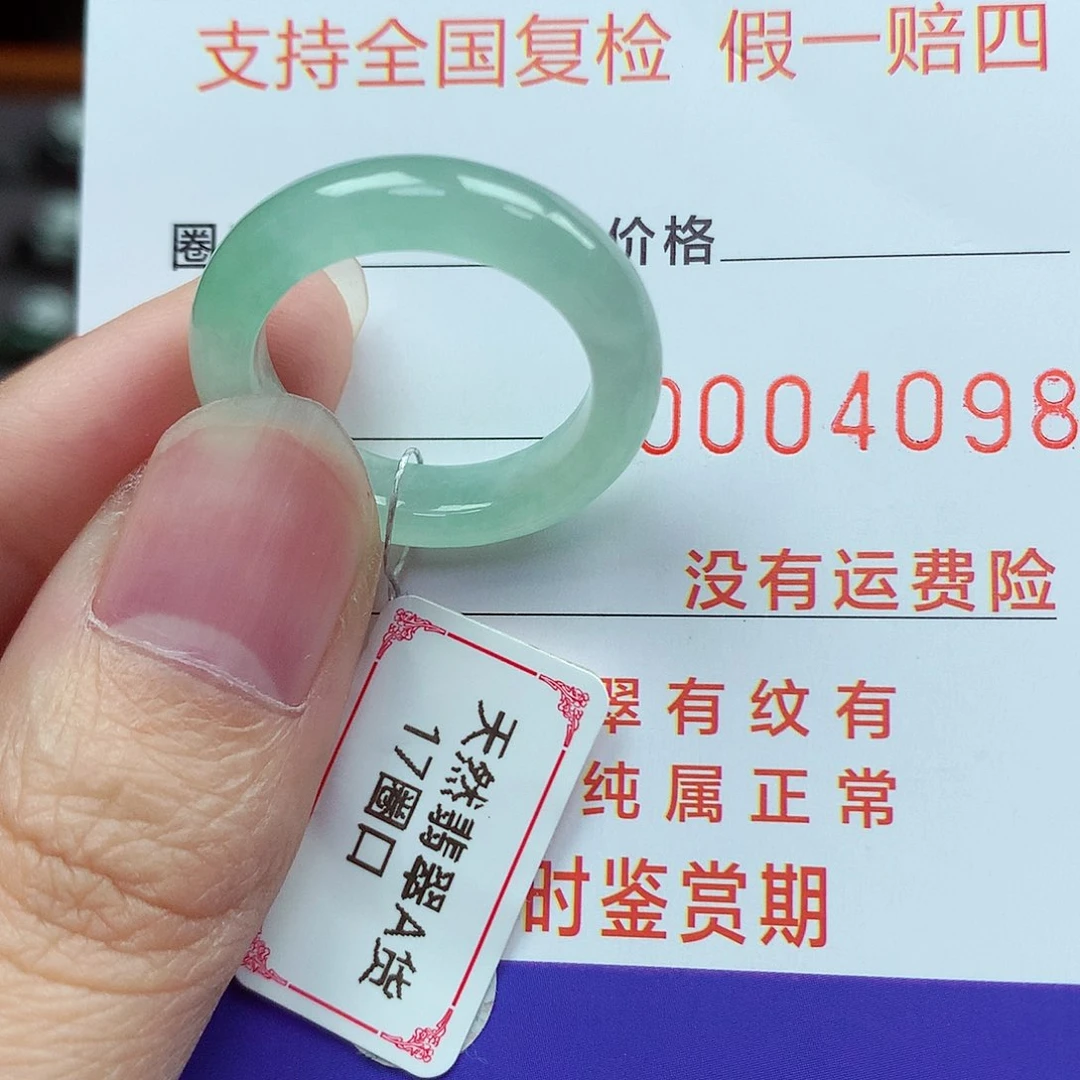 支持全国复检 假一赔四
圈
价格
0004098
没有运费险
翠有纹有
纯属正常
时鉴赏期
天然翡翠A货
17圈口